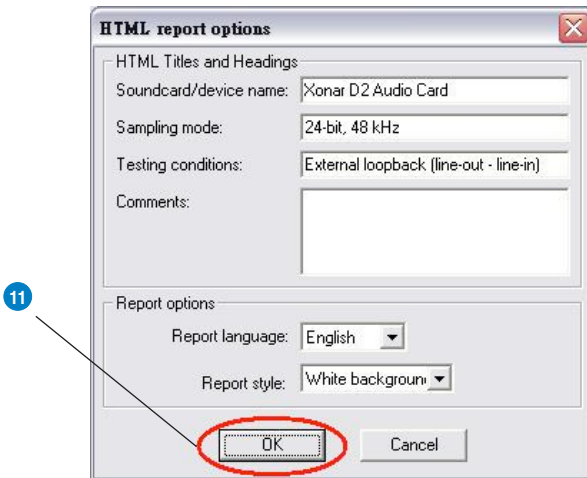 HTML report options
HTML Titles and Headings
Soundcard/device name: Xonar D2 Audio Card
Sampling mode: 24-bit, 48 kHz
Testing conditions: External loopback (line-out - line-in)
Comments:
11
Report options
Report language: English
Report style: White backgroun
OK Cancel